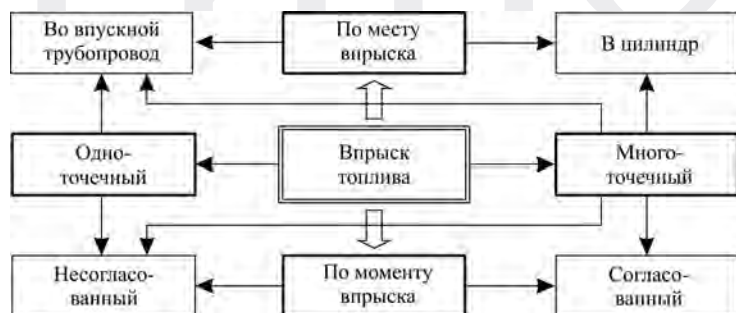 Во впускной
трубопровод
По месту
впрыска
В цилиндр
Одно-
точечный
Впрыск
топлива
Много-
точечный
Несогласо-
ванный
По моменту
впрыска
Согласо-
ванный